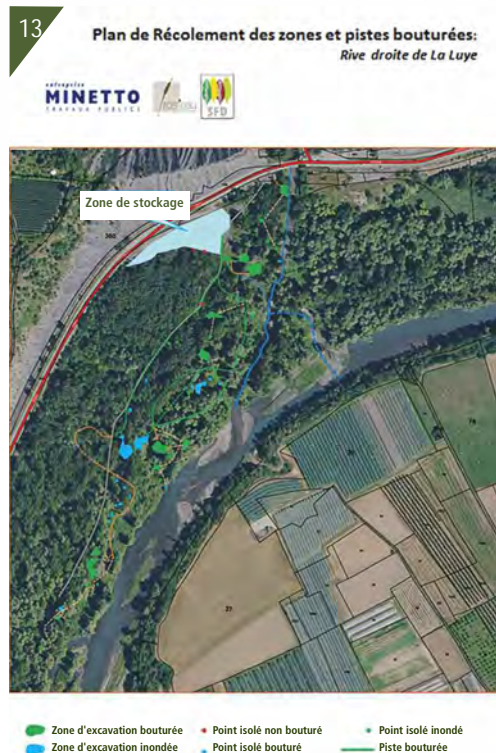 13
Plan de Récolement des zones et pistes bouturées:
Rive droite de La Luye
entreprise
MINETTO
TRAVAUX PUBLICS
SFD
Zone de stockage
Zone d'excavation bouturée
Point isolé non bouturé
Point isolé inondé
Zone d'excavation inondée
Point isolé bouturé
Piste bouturée